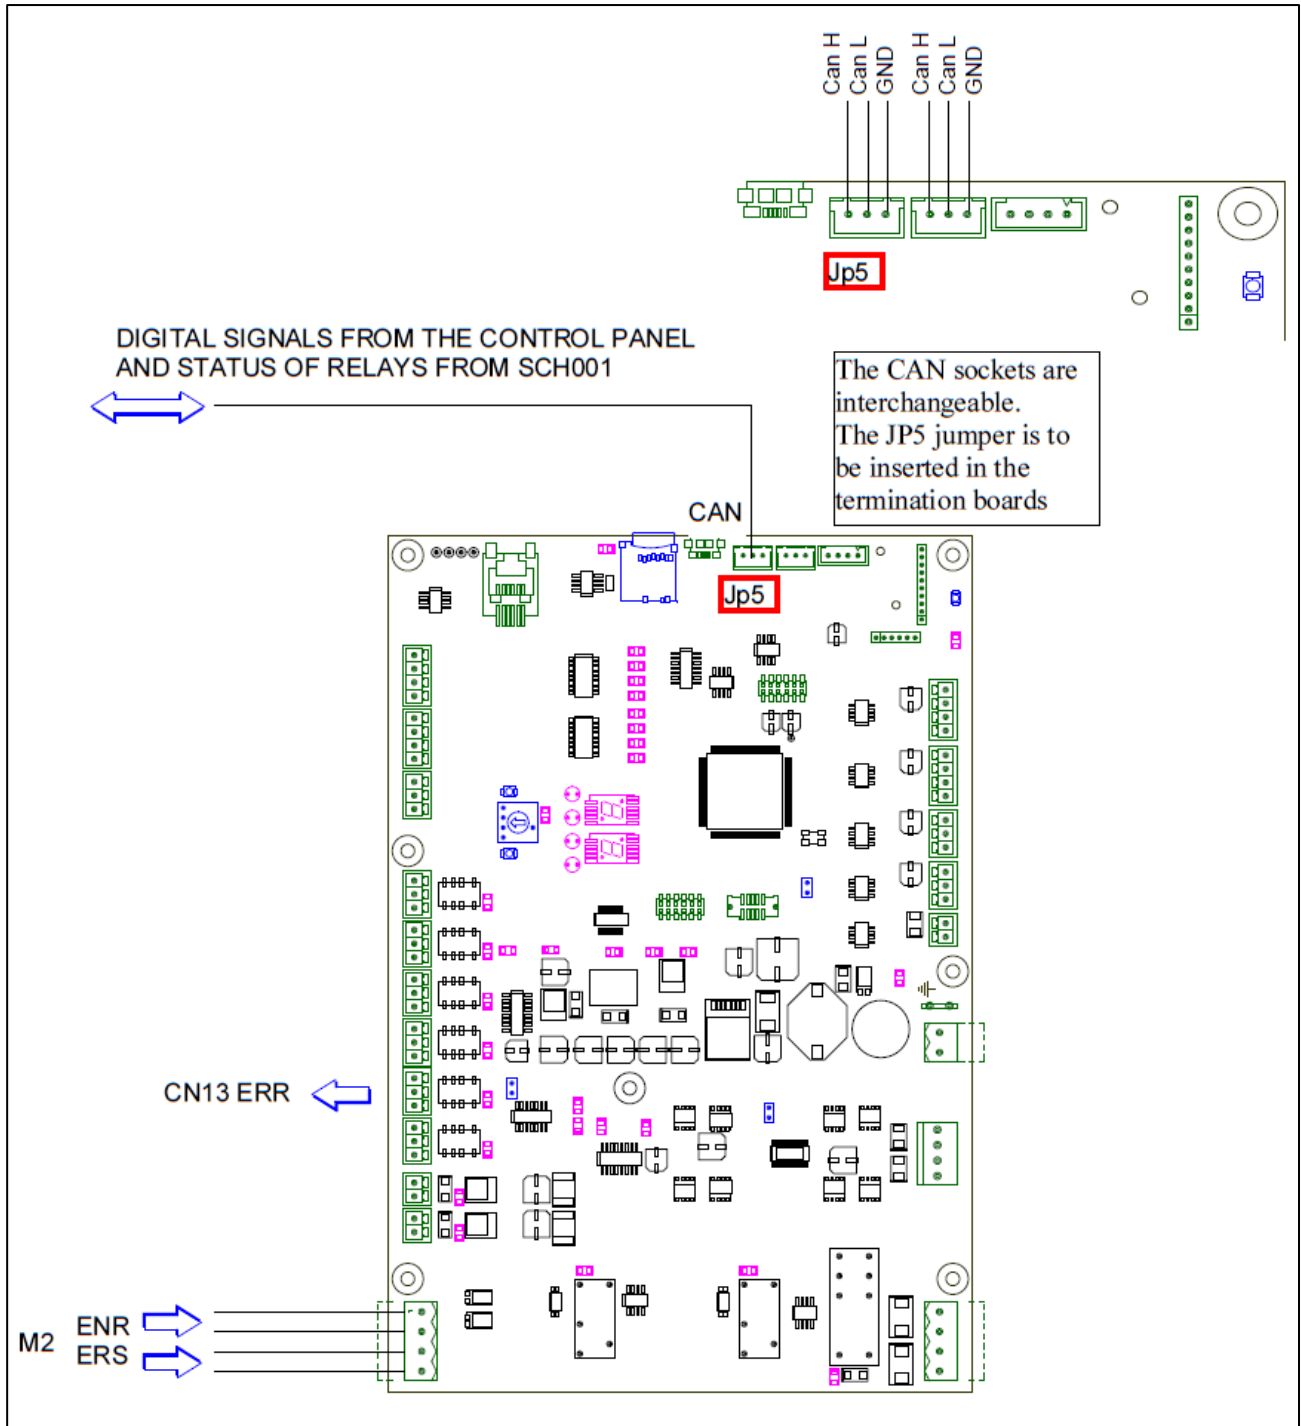 Can H
Can L
GND
Can H
Can L
GND
Jp5
DIGITAL SIGNALS FROM THE CONTROL PANEL
AND STATUS OF RELAYS FROM SCH001
The CAN sockets are
interchangeable.
The JP5 jumper is to
be inserted in the
termination boards
CAN
Jp5
CN13 ERR
M2
ENR
ERS